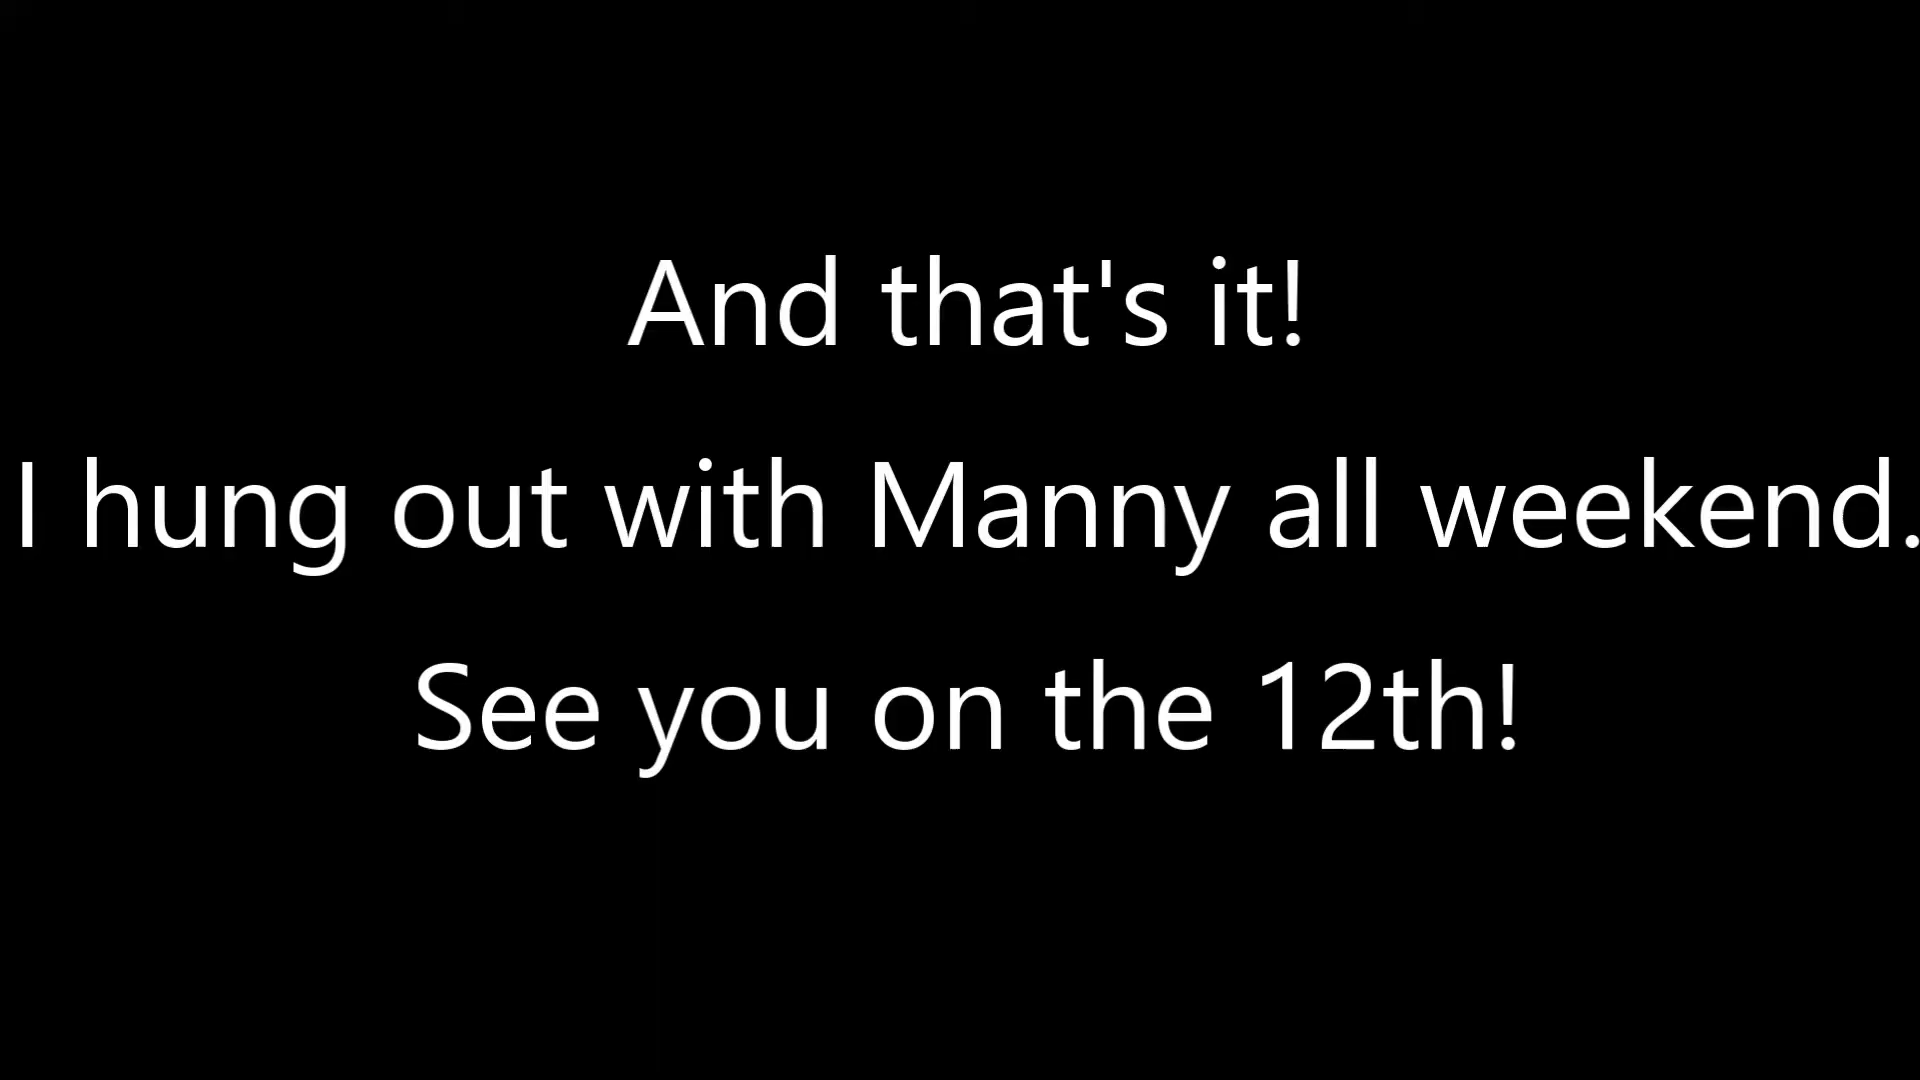 And that's it!
I hung out with Manny all weekend.
See you on the 12th!